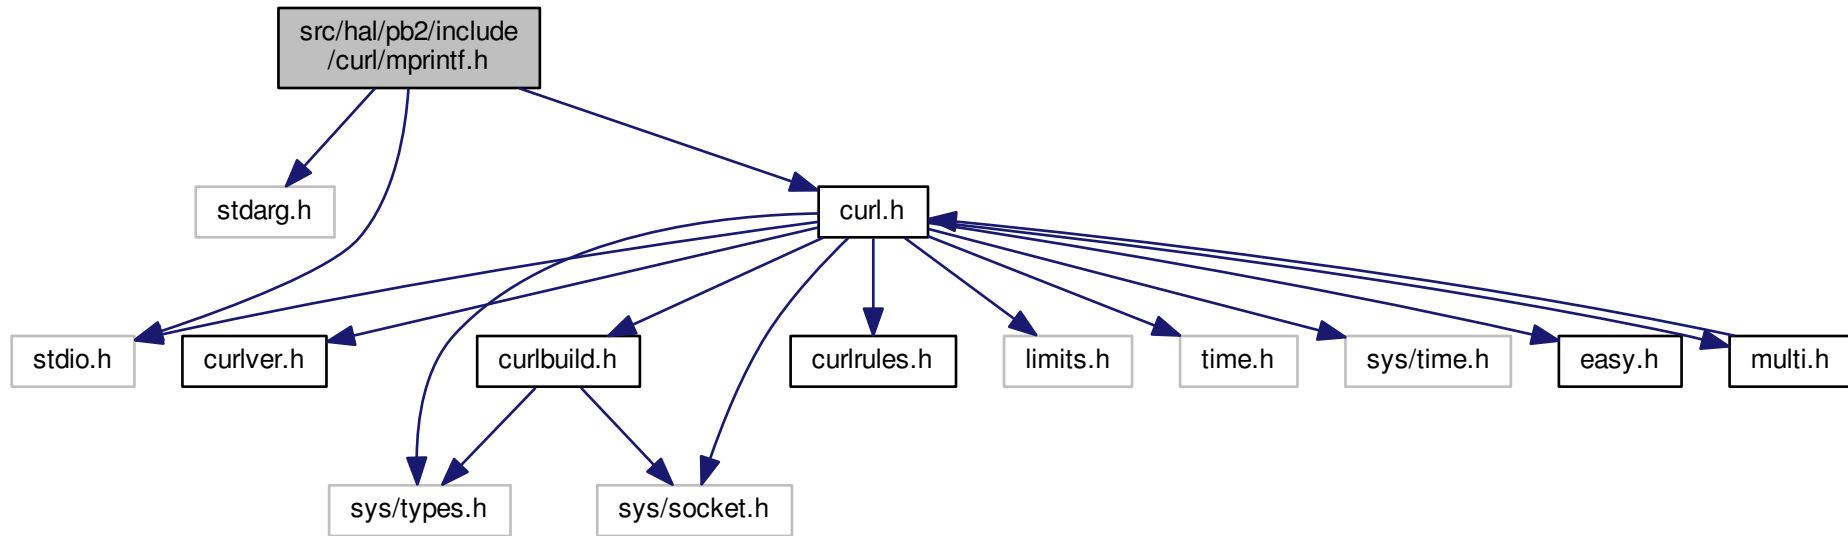 src/hal/pb2/include
/curl/mprintf.h
stdarg.h
curl.h
stdio.h
curlver.h
curlbuild.h
curlrules.h
limits.h
time.h
sys/time.h
easy.h
multi.h
sys/types.h
sys/socket.h